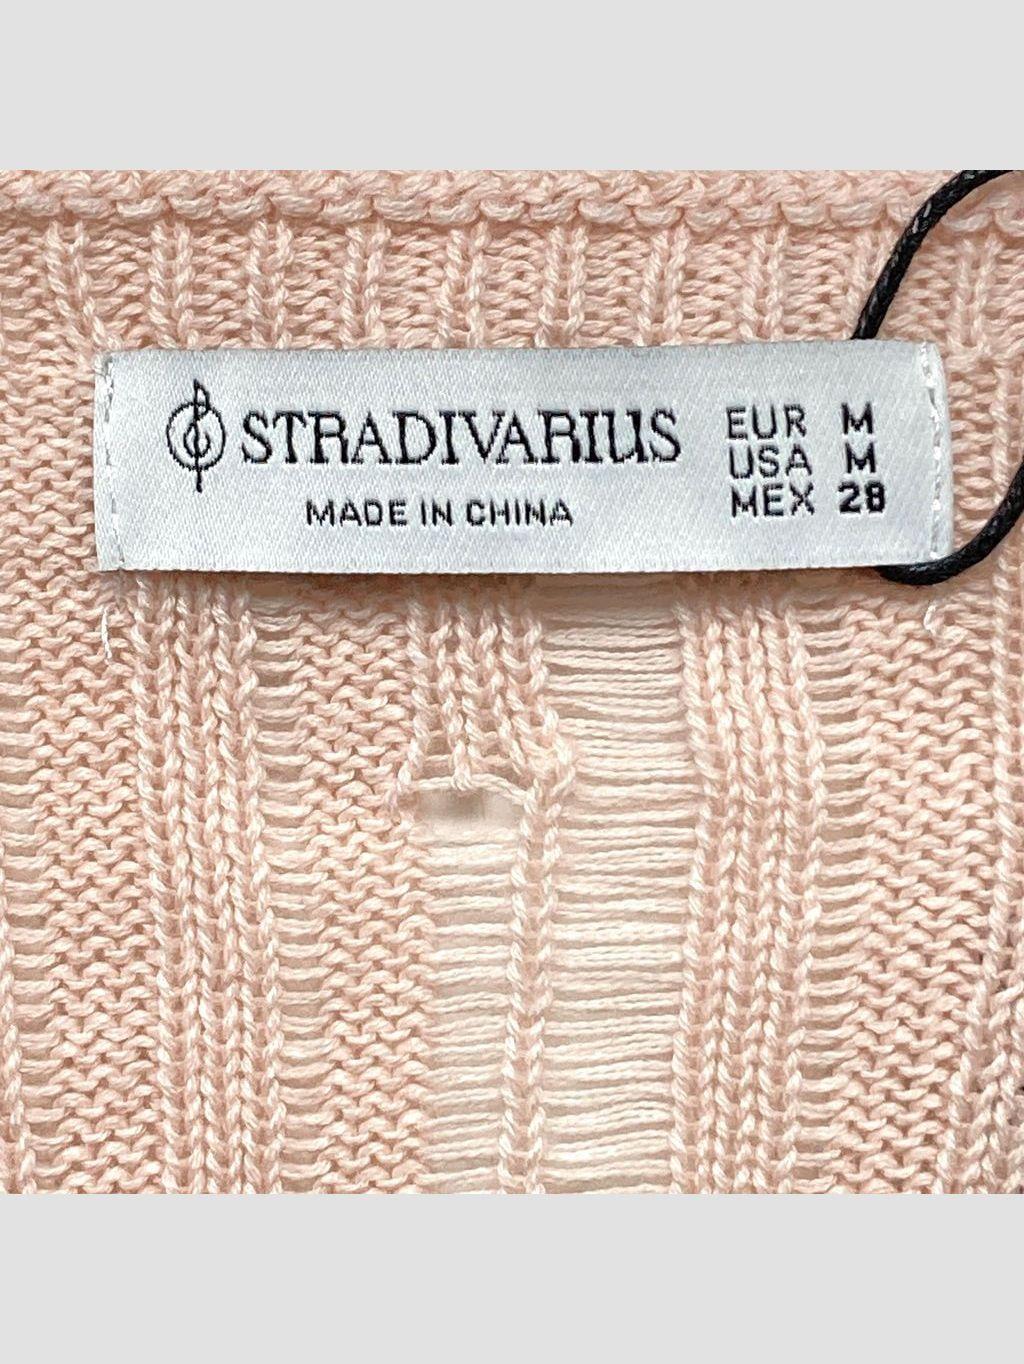 STRADIVARIUS
MADE IN CHINA
EUR M
USA M
MEX 28